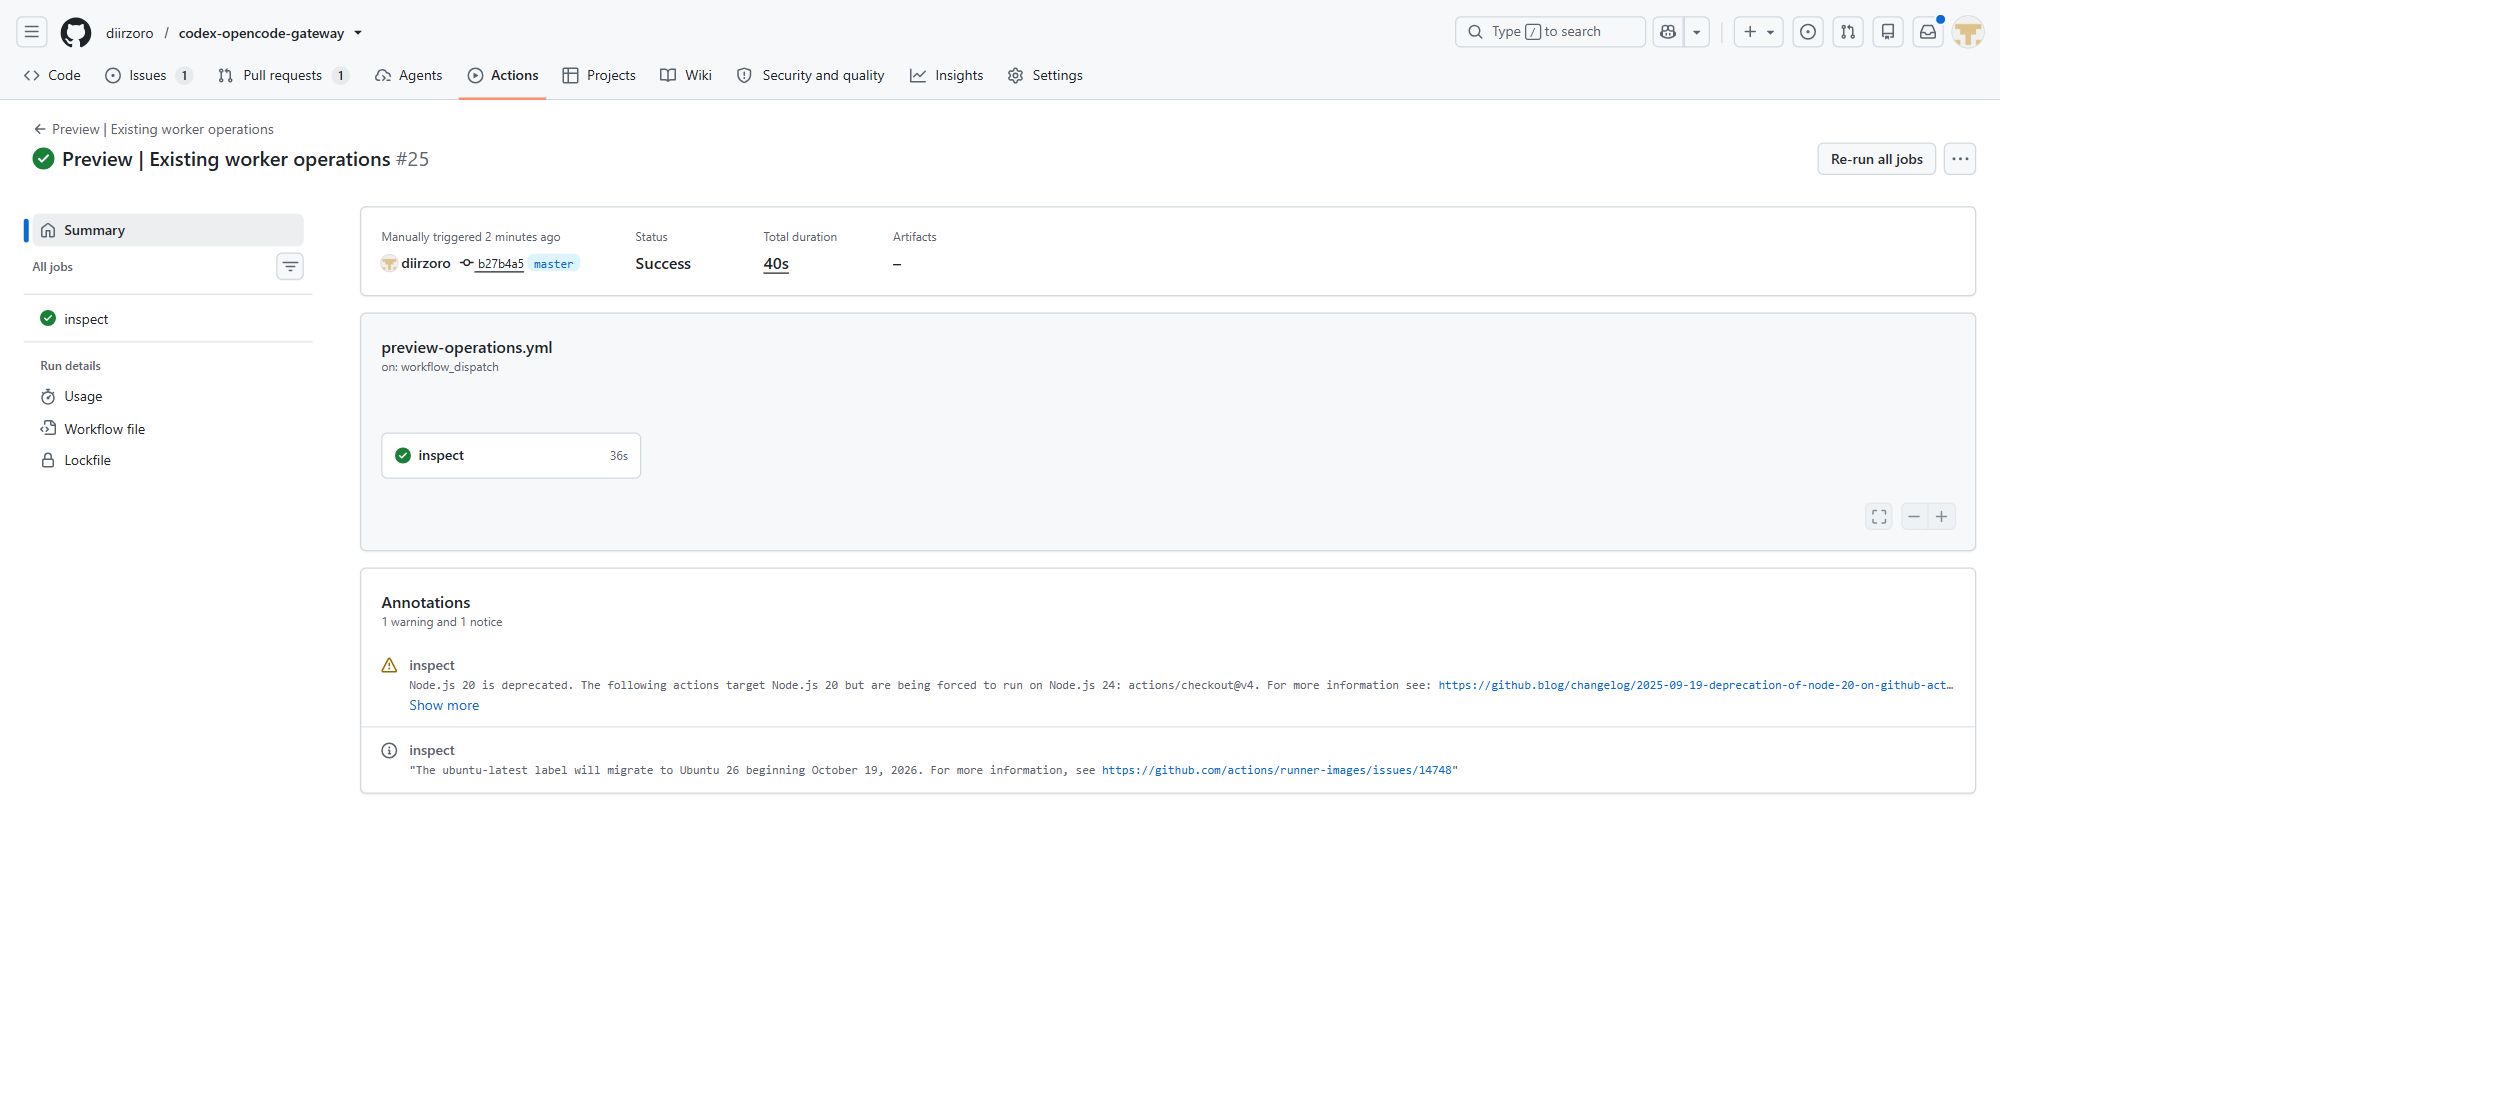 diirzoro / codex-opencode-gateway
Type / to search
Code
Issues 1
Pull requests 1
Agents
Actions
Projects
Wiki
Security and quality
Insights
Settings
Preview | Existing worker operations
Preview | Existing worker operations #25
Re-run all jobs
Summary
All jobs
inspect
Run details
Usage
Workflow file
Lockfile
Manually triggered 2 minutes ago
diirzoro b27b4a5 master
Status
Success
Total duration
40s
Artifacts
–
preview-operations.yml
on: workflow_dispatch
inspect 36s
Annotations
1 warning and 1 notice
inspect
Node.js 20 is deprecated. The following actions target Node.js 20 but are being forced to run on Node.js 24: actions/checkout@v4. For more information see: https://github.blog/changelog/2025-09-19-deprecation-of-node-20-on-github-act…
Show more
inspect
"The ubuntu-latest label will migrate to Ubuntu 26 beginning October 19, 2026. For more information, see https://github.com/actions/runner-images/issues/14748"